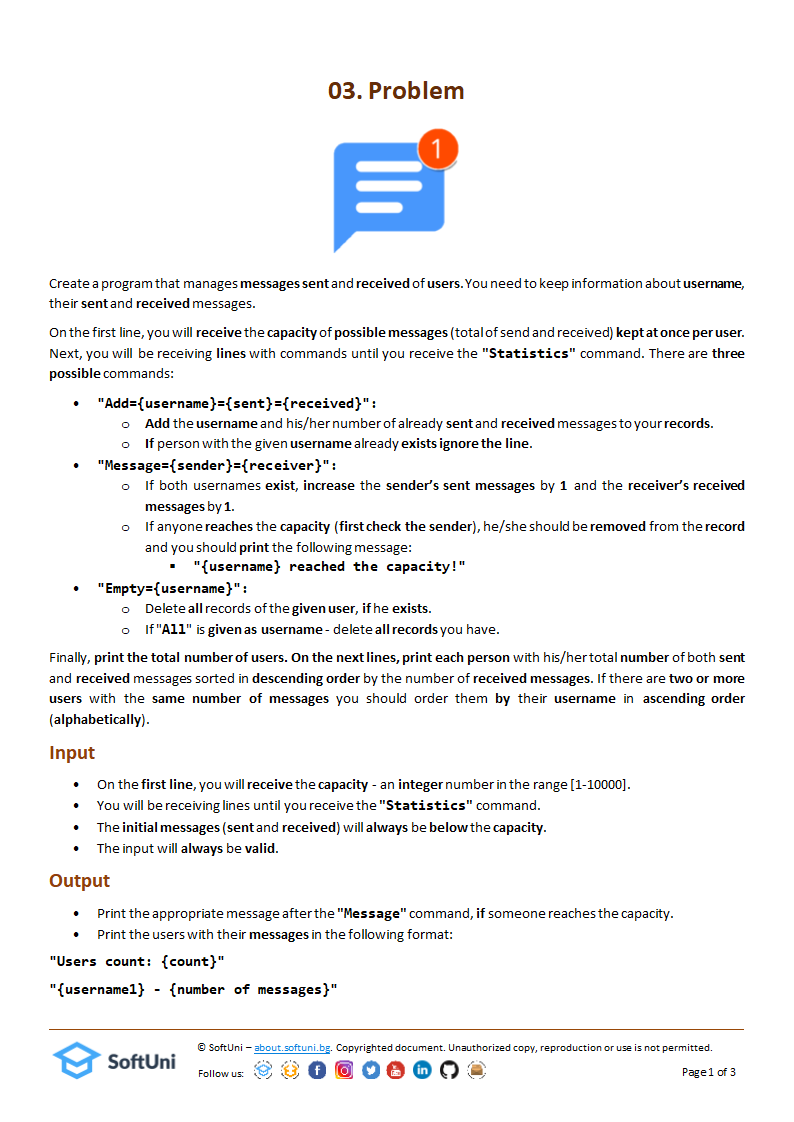 03. Problem
1
Create a program that manages messages sent and received of users. You need to keep information about username,
their sent and received messages.
On the first line, you will receive the capacity of possible messages (total of send and received) kept at once per user.
Next, you will be receiving lines with commands until you receive the "Statistics" command. There are three
possible commands:
• "Add={username}={sent}={received}":
o Add the username and his/her number of already sent and received messages to your records.
o If person with the given username already exists ignore the line.
• "Message={sender}={receiver}":
o If both usernames exist, increase the sender's sent messages by 1 and the receiver's received
messages by 1.
o If anyone reaches the capacity (first check the sender), he/she should be removed from the record
and you should print the following message:
▪ "{username} reached the capacity!"
• "Empty={username}":
o Delete all records of the given user, if he exists.
o If "All" is given as username - delete all records you have.
Finally, print the total number of users. On the next lines, print each person with his/her total number of both sent
and received messages sorted in descending order by the number of received messages. If there are two or more
users with the same number of messages you should order them by their username in ascending order
(alphabetically).
Input
• On the first line, you will receive the capacity - an integer number in the range [1-10000].
• You will be receiving lines until you receive the "Statistics" command.
• The initial messages (sent and received) will always be below the capacity.
• The input will always be valid.
Output
• Print the appropriate message after the "Message" command, if someone reaches the capacity.
• Print the users with their messages in the following format:
"Users count: {count}"
"{username1} - {number of messages}"
SoftUni
© SoftUni – about.softuni.bg. Copyrighted document. Unauthorized copy, reproduction or use is not permitted.
Follow us:
Page 1 of 3